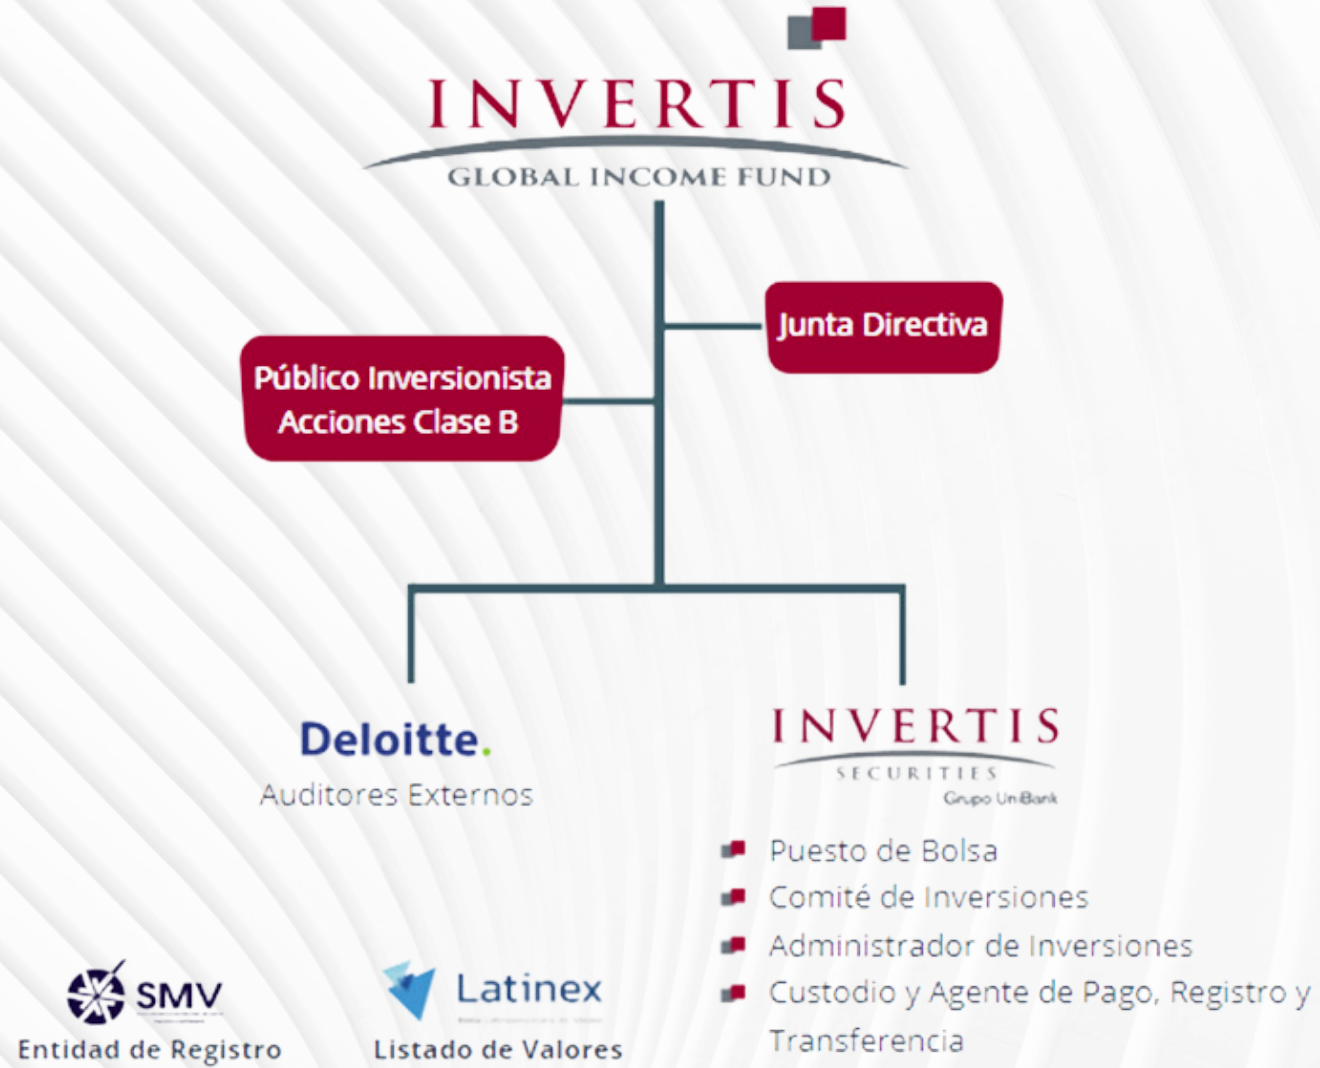 INVERTIS
GLOBAL INCOME FUND
Junta Directiva
Público Inversionista
Acciones Clase B
Deloitte.
Auditores Externos
INVERTIS
SECURITIES
Grupo UniBank
Puesto de Bolsa
Comité de Inversiones
Administrador de Inversiones
Custodio y Agente de Pago, Registro y
Transferencia
SMV
Entidad de Registro
Latinex
Listado de Valores